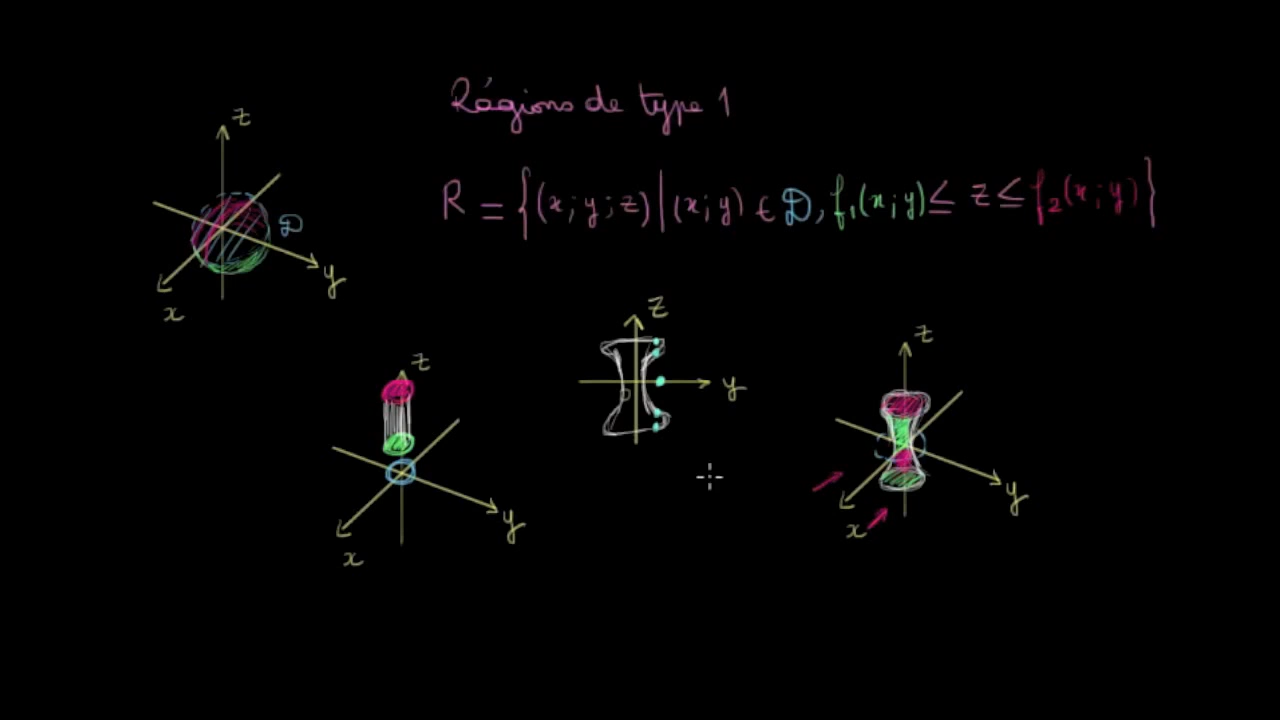 Régions de type 1
R = {(x; y; z) | (x; y) ∈ D, f₁(x; y) ≤ z ≤ f₂(x; y)}
z
D
y
x
z
y
x
z
y
z
y
x